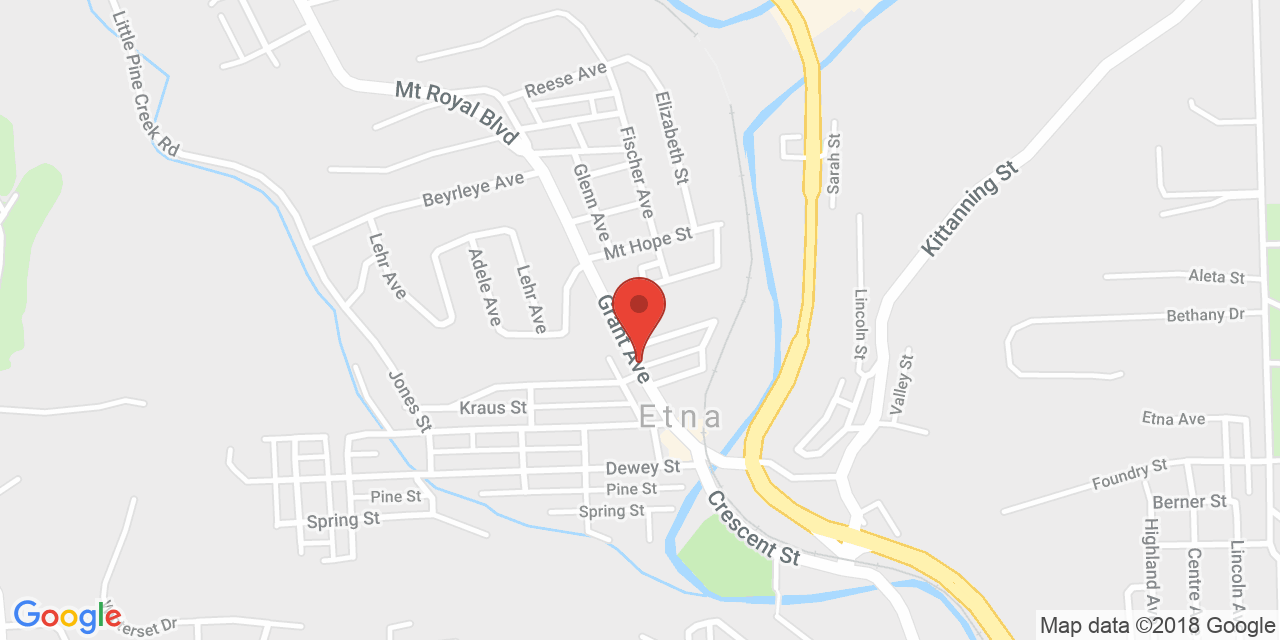 Little Pine Creek Rd
Mt Royal Blvd
Reese Ave
Elizabeth St
Fischer Ave
Glenn Ave
Beyrleye Ave
Mt Hope St
Lehr Ave
Adele Ave
Lehr Ave
Sarah St
Kittanning St
Aleta St
Bethany Dr
Lincoln St
Valley St
Grant Ave
Jones St
Kraus St
Etna
Etna Ave
Dewey St
Foundry St
Pine St
Pine St
Berner St
Spring St
Spring St
Crescent St
Highland Av
Centre A
Lincoln A
erset Dr
Google
Map data ©2018 Google